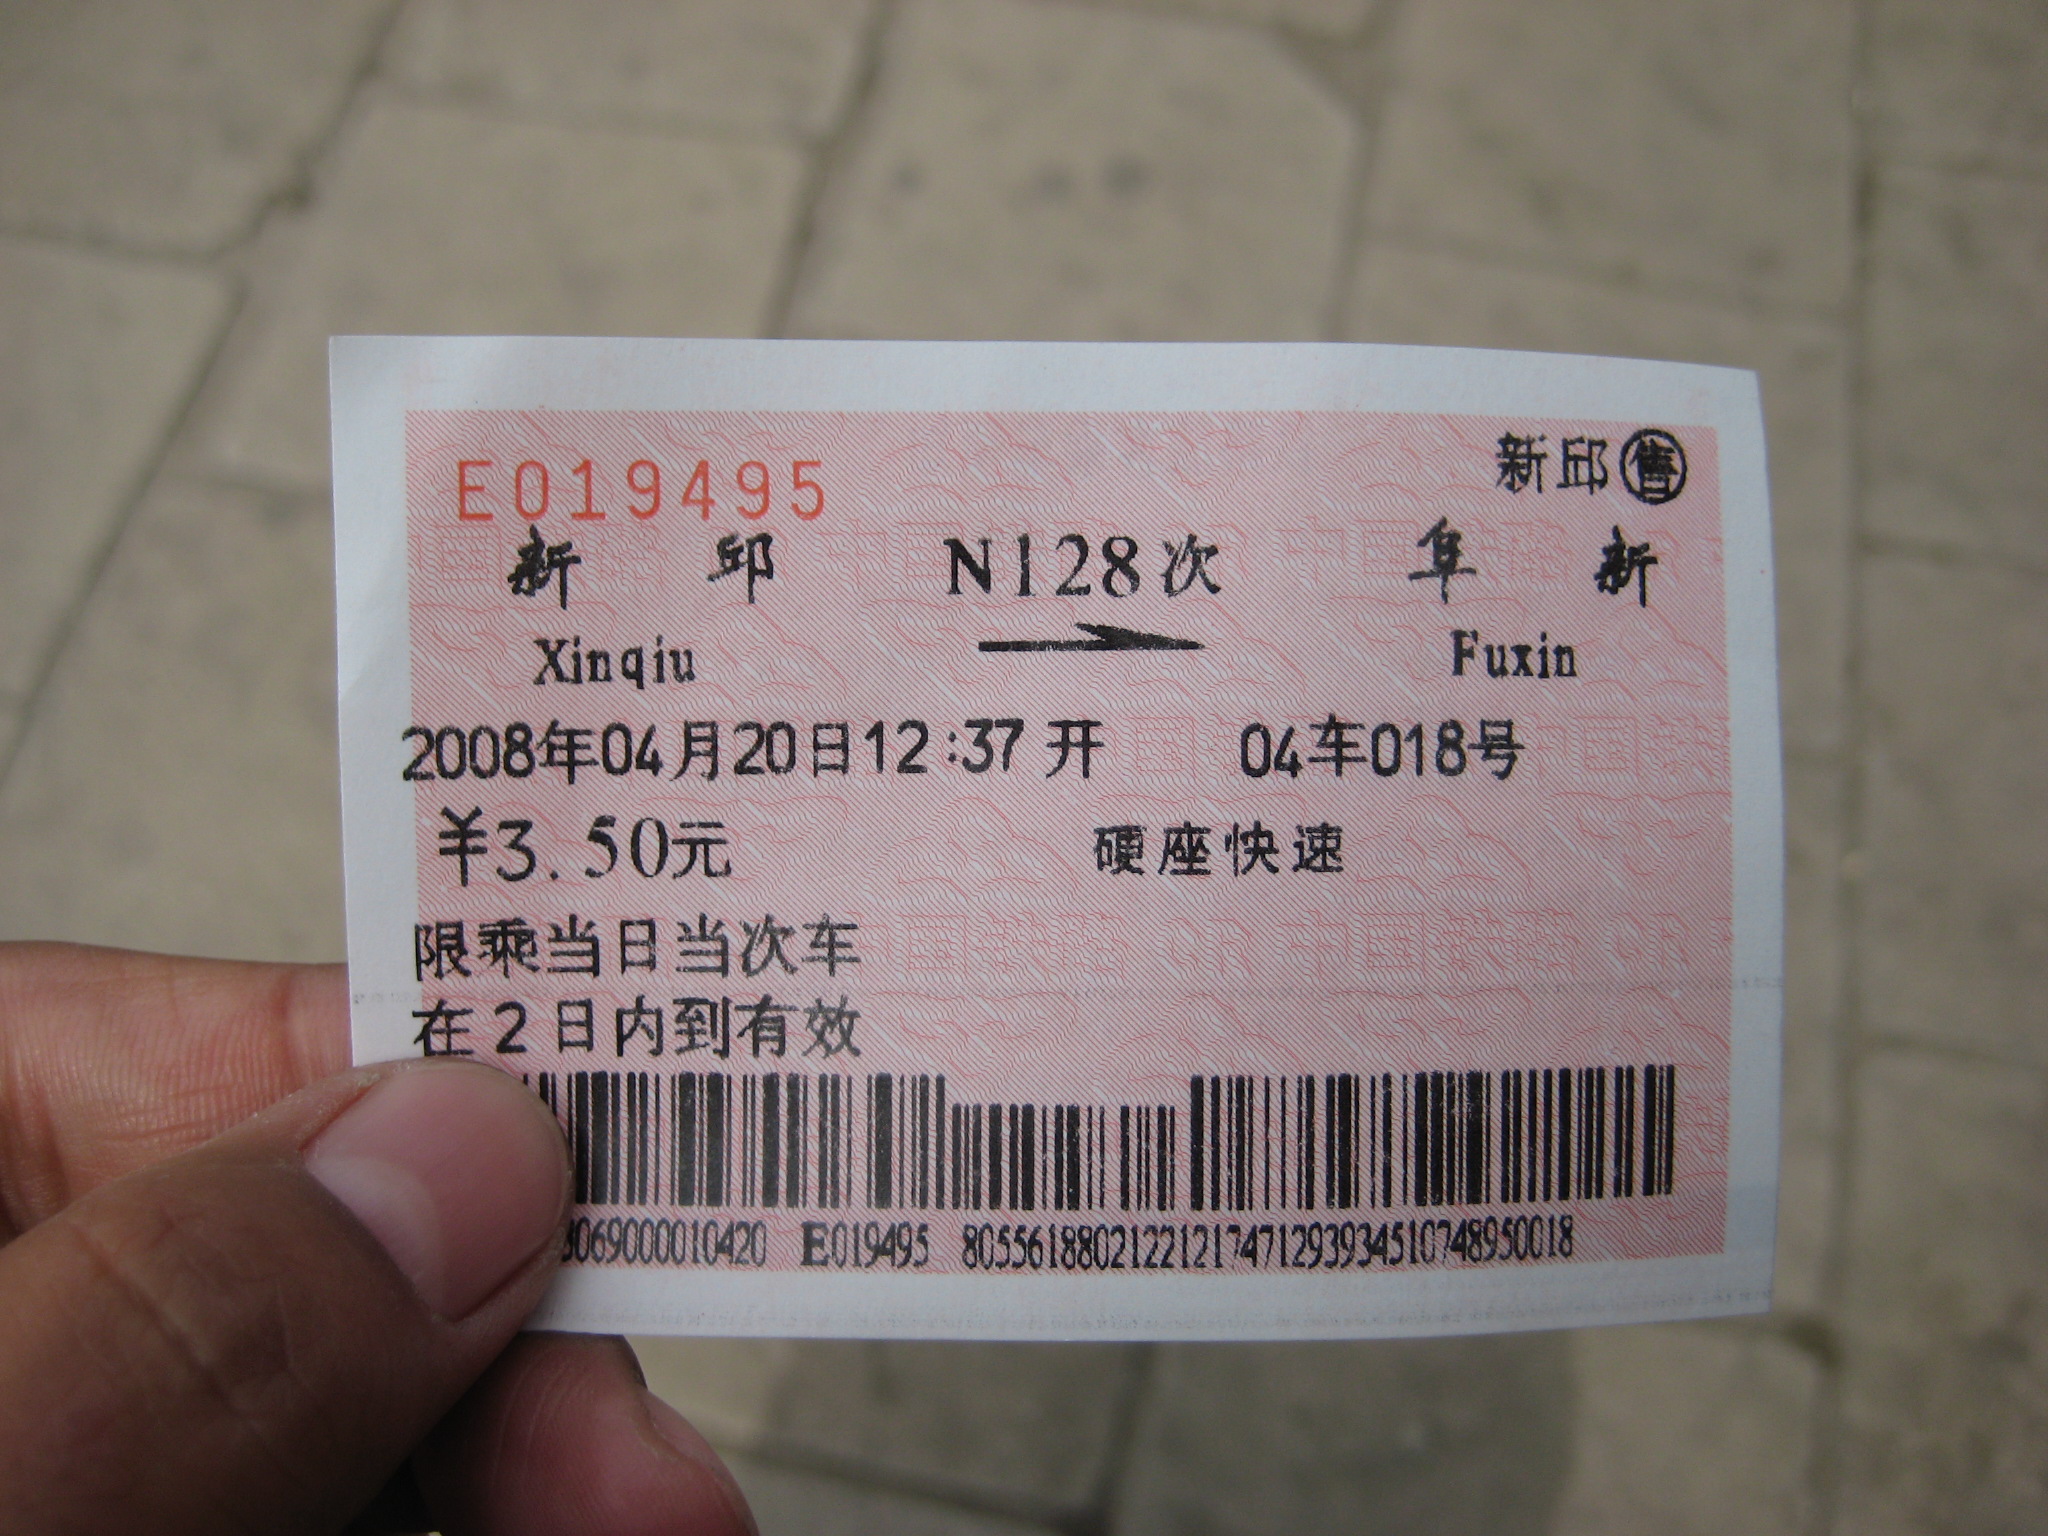 E019495
新邱㊝售
新邱 N128次 阜新
Xinqiu Fuxin
2008年04月20日12:37开 04车018号
¥3.50元 硬座快速
限乘当日当次车
在2日内到有效
069000010420 E019495 80556188021221217471293934510748950018